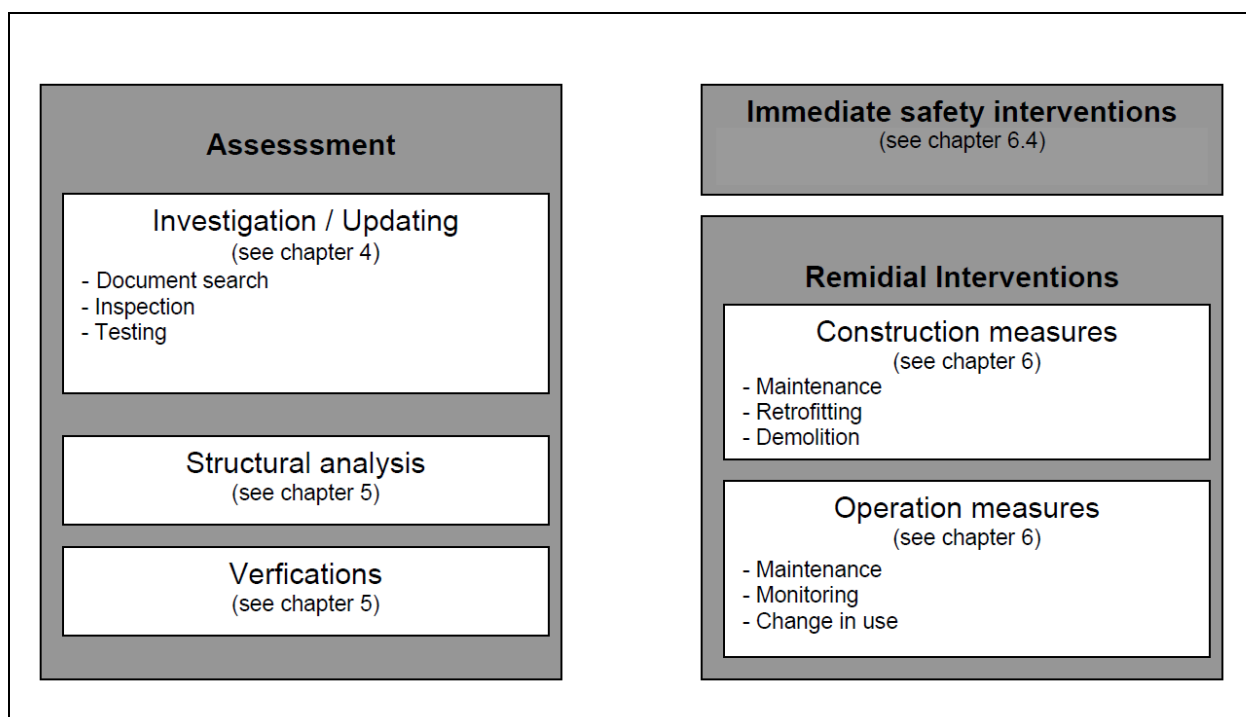 Assesssment
Investigation / Updating
(see chapter 4)
- Document search
- Inspection
- Testing
Structural analysis
(see chapter 5)
Verfications
(see chapter 5)
Immediate safety interventions
(see chapter 6.4)
Remidial Interventions
Construction measures
(see chapter 6)
- Maintenance
- Retrofitting
- Demolition
Operation measures
(see chapter 6)
- Maintenance
- Monitoring
- Change in use